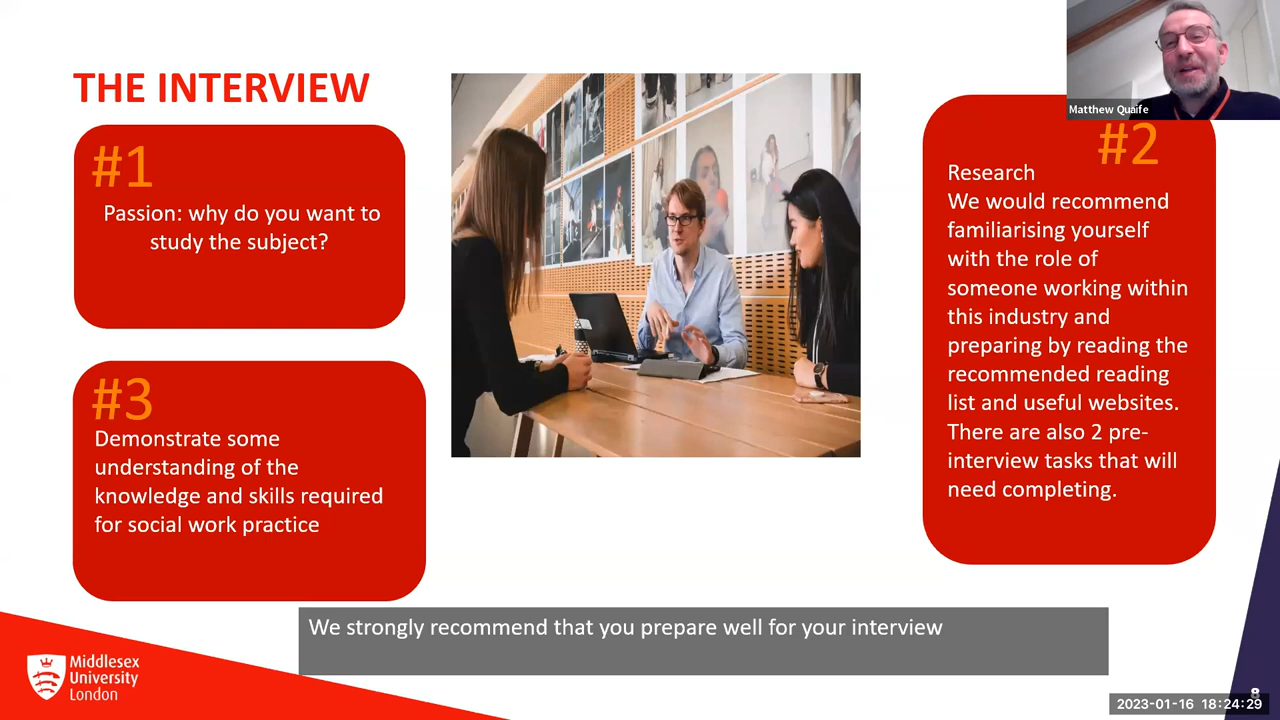 THE INTERVIEW
#1
Passion: why do you want to
study the subject?
Matthew Quaife
#2
Research
We would recommend
familiarising yourself
with the role of
someone working within
this industry and
preparing by reading the
recommended reading
list and useful websites.
There are also 2 pre-
interview tasks that will
need completing.
#3
Demonstrate some
understanding of the
knowledge and skills required
for social work practice
We strongly recommend that you prepare well for your interview
Middlesex
University
London
8
2023-01-16 18:24:29